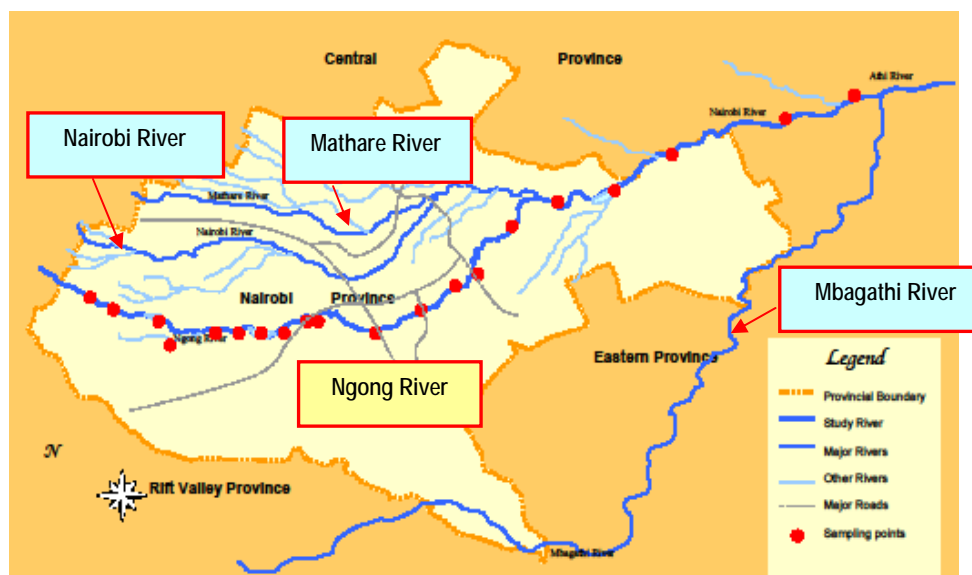 Central
Province
Athi River
Nairobi River
Nairobi River
Mathare River
Mathare River
Nairobi River
Nairobi
Province
Mbagathi River
Ngong River
Eastern Province
Ngong River
Legend
Provincial Boundary
Study River
Major Rivers
Other Rivers
Major Roads
Sampling points
N
Rift Valley Province
Mbagathi River